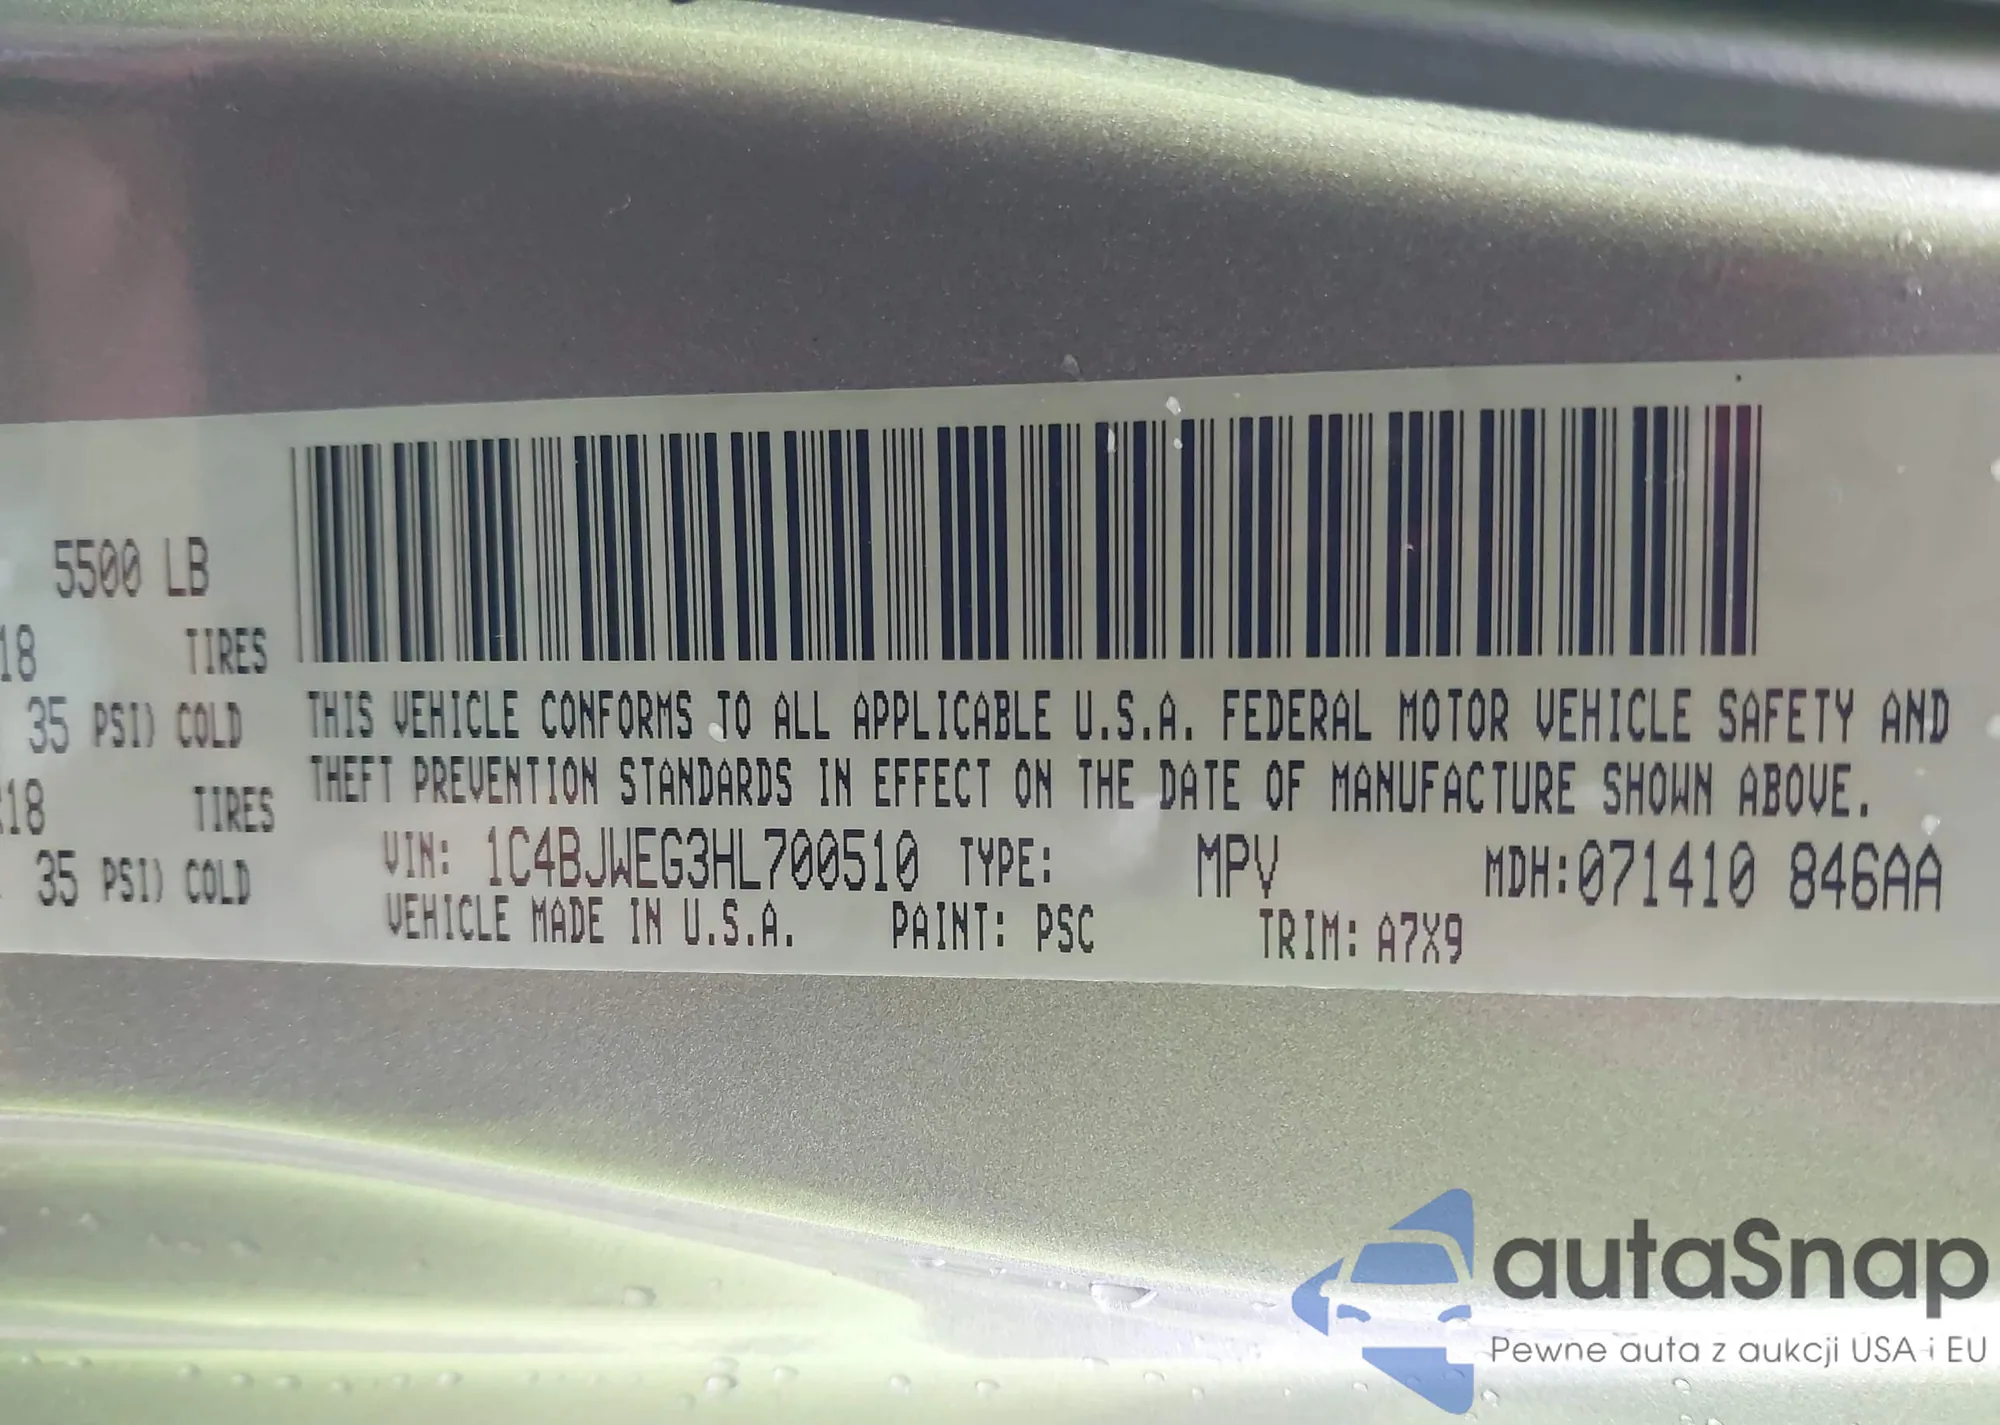 5500 LB
18 TIRES
35 PSI) COLD
18 TIRES
35 PSI) COLD
THIS VEHICLE CONFORMS TO ALL APPLICABLE U.S.A. FEDERAL MOTOR VEHICLE SAFETY AND
THEFT PREVENTION STANDARDS IN EFFECT ON THE DATE OF MANUFACTURE SHOWN ABOVE.
VIN: 1C4BJWEG3HL700510 TYPE: MPV MDH:071410 846AA
VEHICLE MADE IN U.S.A. PAINT: PSC TRIM: A7X9
autaSnap
Pewne auta z aukcji USA i EU